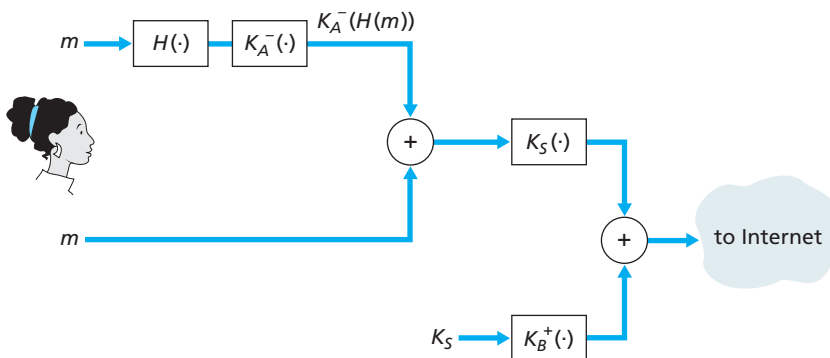 K_A^-(H(m))
m H(·) K_A^-(·)
+ K_S(·)
m + to Internet
K_S K_B^+(·)